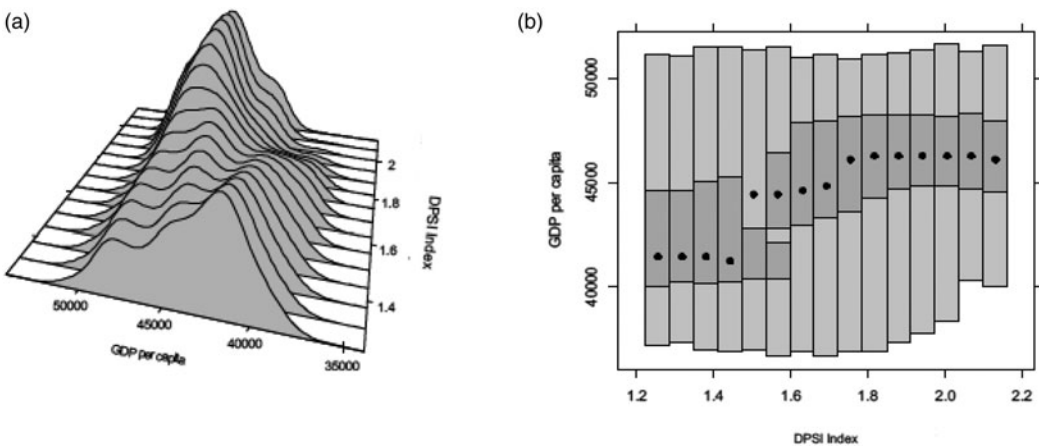 (a)
2
1.8
1.6
1.4
DPSI Index
50000
45000
40000
35000
GDP per capita
(b)
50000
45000
40000
GDP per capita
1.2
1.4
1.6
1.8
2.0
2.2
DPSI Index